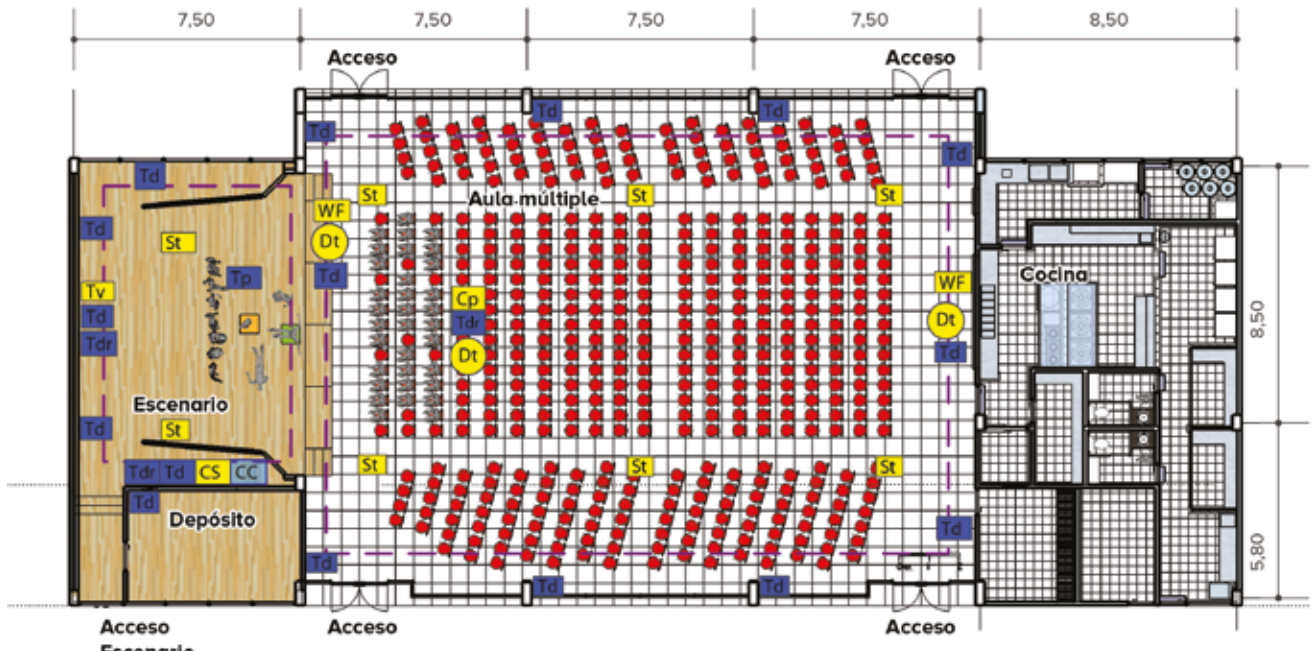 7,50 7,50 7,50 7,50 8,50
Acceso Acceso
Td Td
Td Td
Td
St St St
Aula múltiple
WF
Td
St Dt
Td Tp Td Cocina
Tv Cp WF
Td Tdr Dt
Tdr Dt Td
8,50
Escenario
Td St
St St St
Tdr Td CS CC
Td
Depósito Td
5,80
Td
Td Td
Acceso Acceso Acceso
Escenario